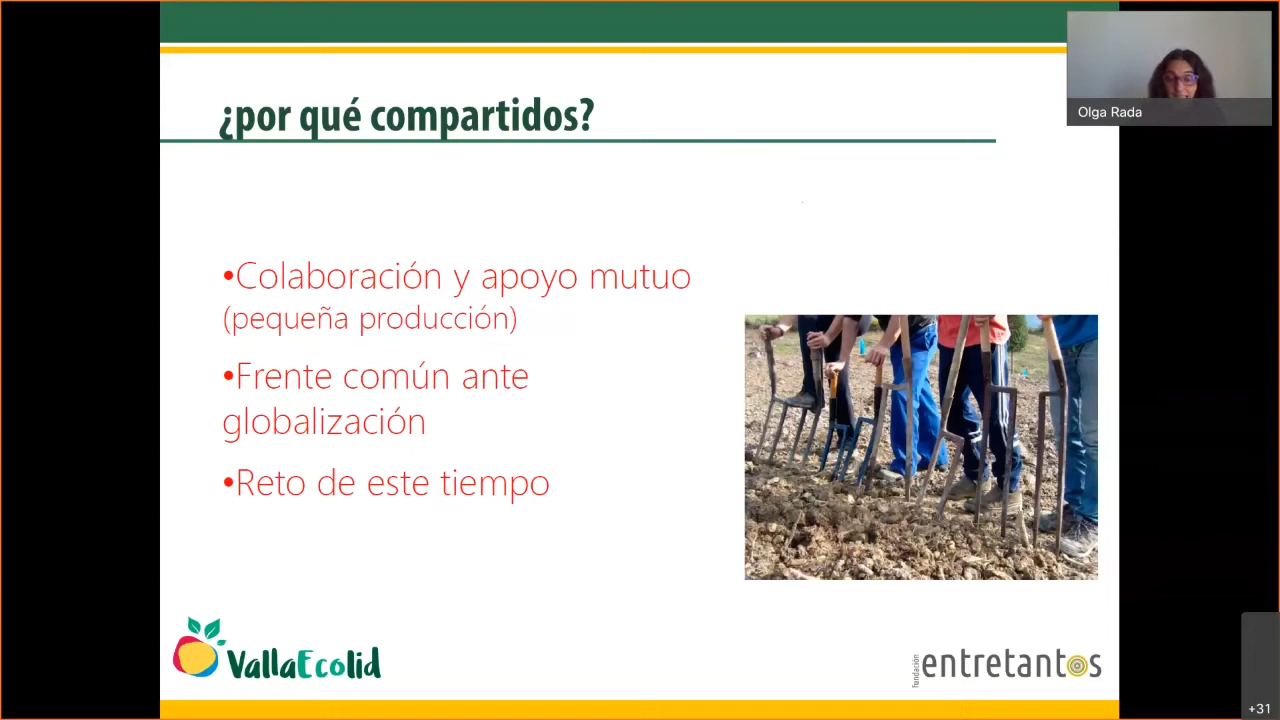 ¿por qué compartidos?
Olga Rada
•Colaboración y apoyo mutuo
(pequeña producción)
•Frente común ante
globalización
•Reto de este tiempo
VallaEcolid
Fundación
entretantos
+31